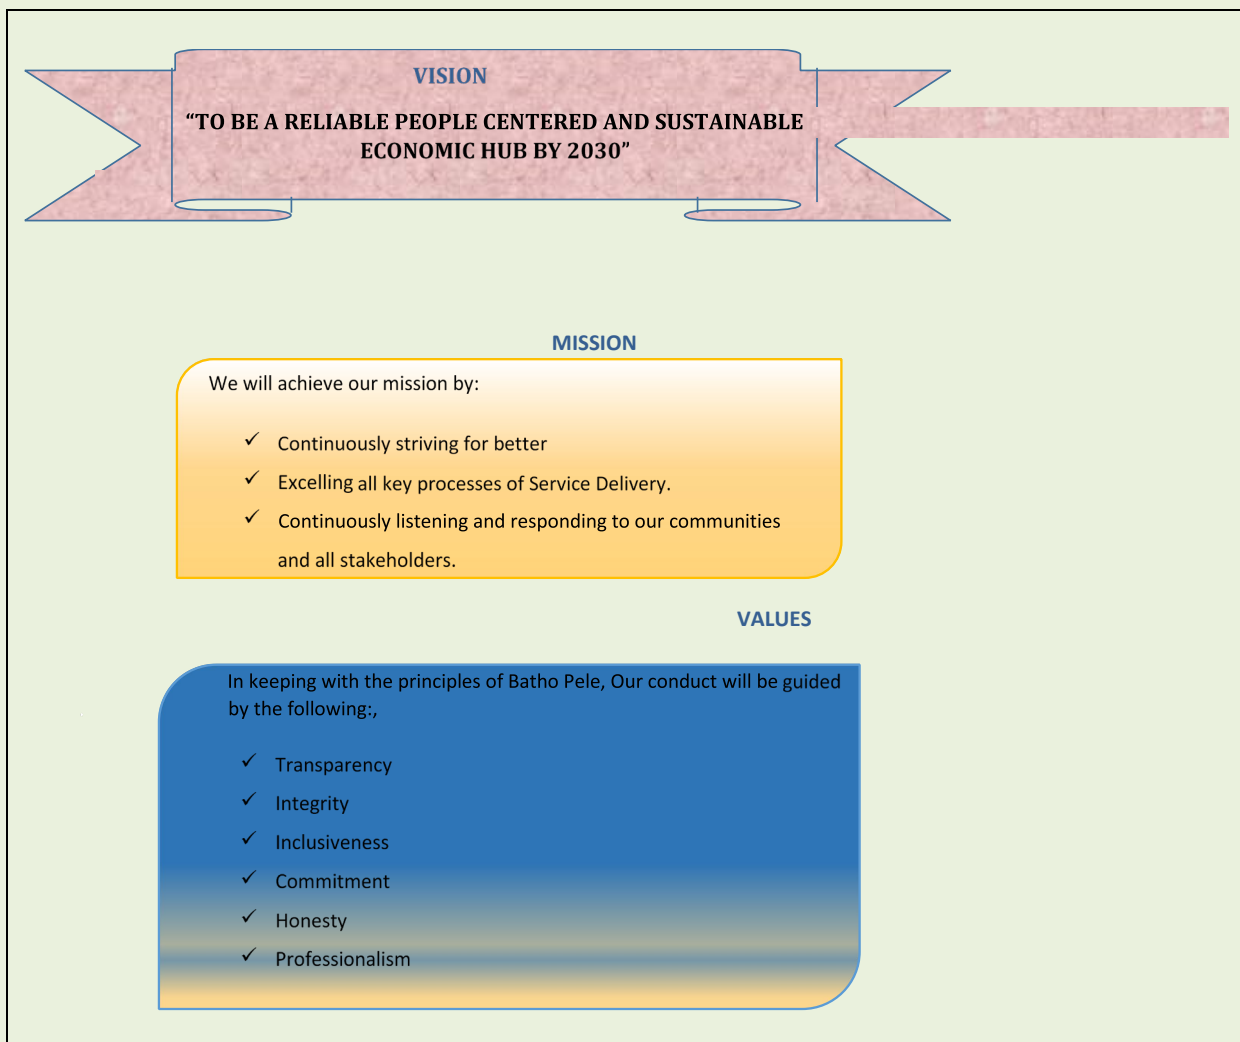 VISION
“TO BE A RELIABLE PEOPLE CENTERED AND SUSTAINABLE
ECONOMIC HUB BY 2030”
MISSION
We will achieve our mission by:
✓ Continuously striving for better
✓ Excelling all key processes of Service Delivery.
✓ Continuously listening and responding to our communities
and all stakeholders.
VALUES
In keeping with the principles of Batho Pele, Our conduct will be guided
by the following:,
✓ Transparency
✓ Integrity
✓ Inclusiveness
✓ Commitment
✓ Honesty
✓ Professionalism